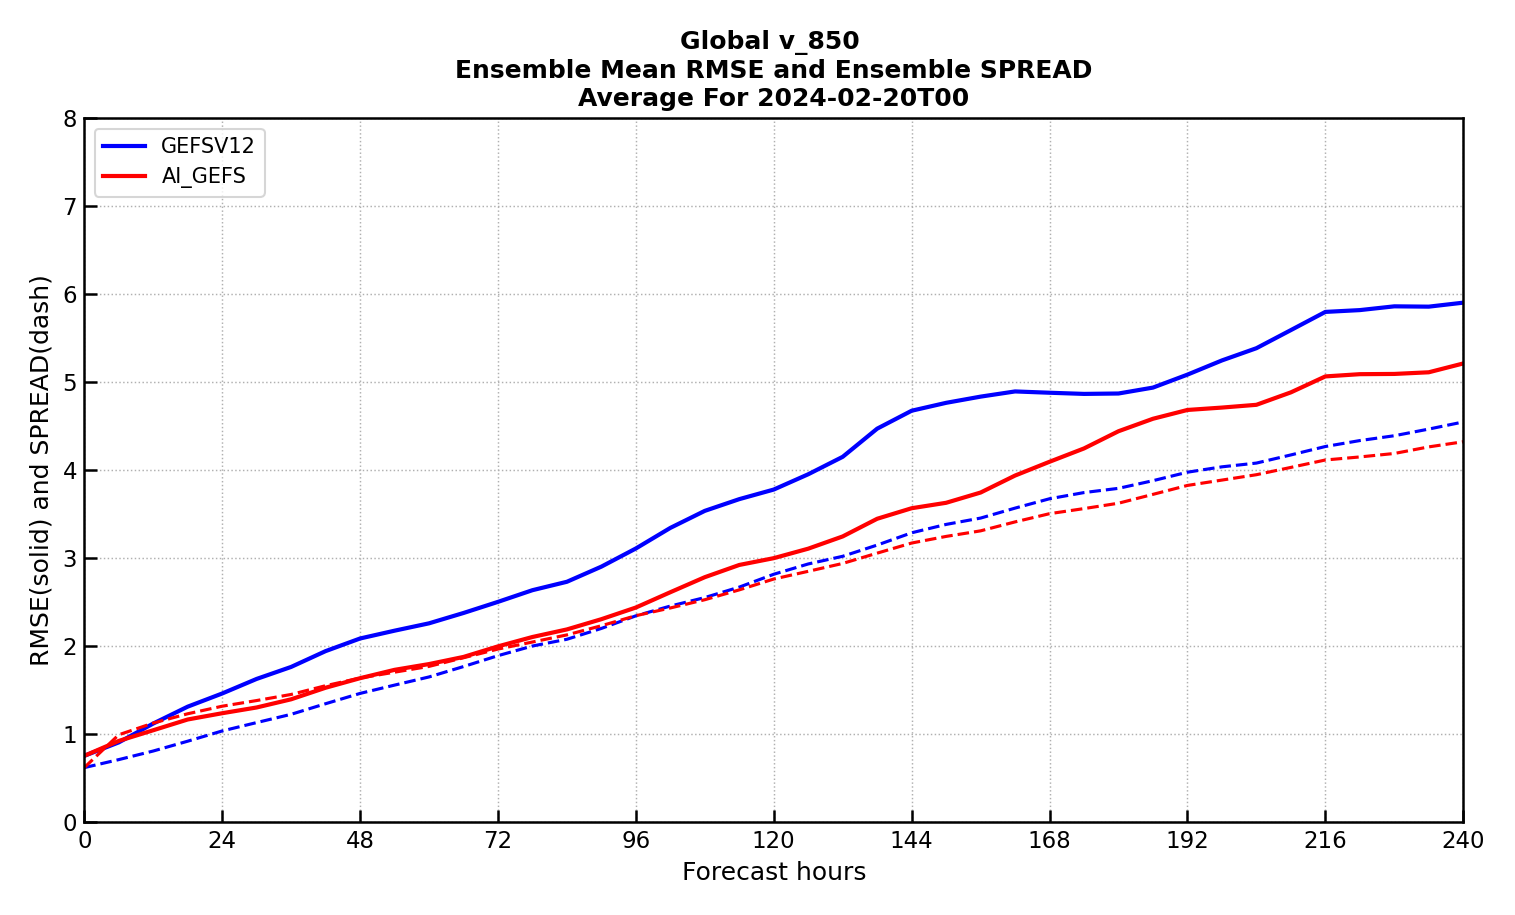 Global v_850
Ensemble Mean RMSE and Ensemble SPREAD
Average For 2024-02-20T00
GEFSV12
AI_GEFS
RMSE(solid) and SPREAD(dash)
8
7
6
5
4
3
2
1
0
0 24 48 72 96 120 144 168 192 216 240
Forecast hours